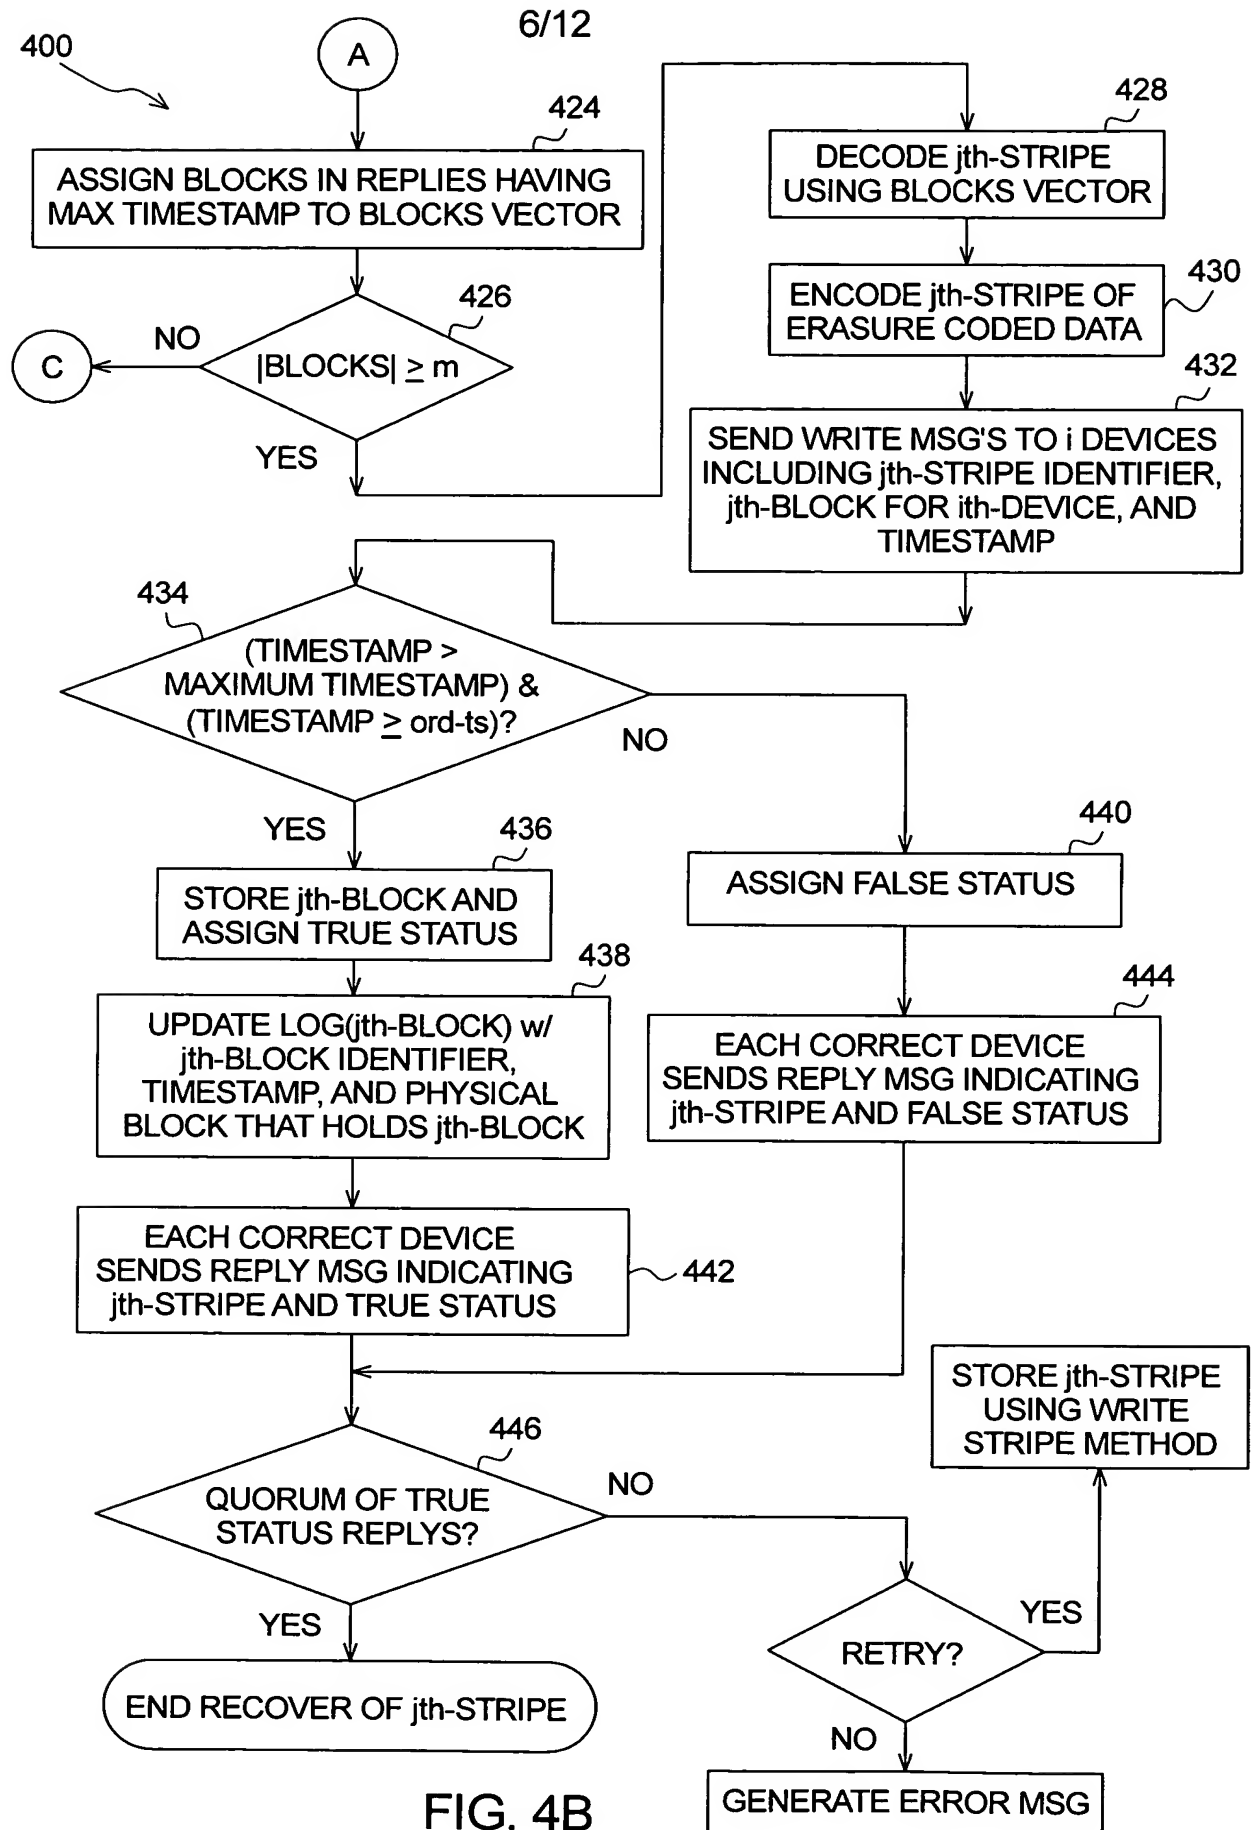 6/12
400
A
424
ASSIGN BLOCKS IN REPLIES HAVING
MAX TIMESTAMP TO BLOCKS VECTOR
426
|BLOCKS| ≥ m
NO
C
YES
428
DECODE jth-STRIPE
USING BLOCKS VECTOR
430
ENCODE jth-STRIPE OF
ERASURE CODED DATA
432
SEND WRITE MSG'S TO i DEVICES
INCLUDING jth-STRIPE IDENTIFIER,
jth-BLOCK FOR ith-DEVICE, AND
TIMESTAMP
434
(TIMESTAMP >
MAXIMUM TIMESTAMP) &
(TIMESTAMP ≥ ord-ts)?
NO
YES
436
STORE jth-BLOCK AND
ASSIGN TRUE STATUS
438
UPDATE LOG(jth-BLOCK) w/
jth-BLOCK IDENTIFIER,
TIMESTAMP, AND PHYSICAL
BLOCK THAT HOLDS jth-BLOCK
440
ASSIGN FALSE STATUS
444
EACH CORRECT DEVICE
SENDS REPLY MSG INDICATING
jth-STRIPE AND FALSE STATUS
EACH CORRECT DEVICE
SENDS REPLY MSG INDICATING
jth-STRIPE AND TRUE STATUS
442
446
QUORUM OF TRUE
STATUS REPLYS?
NO
YES
END RECOVER OF jth-STRIPE
STORE jth-STRIPE
USING WRITE
STRIPE METHOD
YES
RETRY?
NO
GENERATE ERROR MSG
FIG. 4B